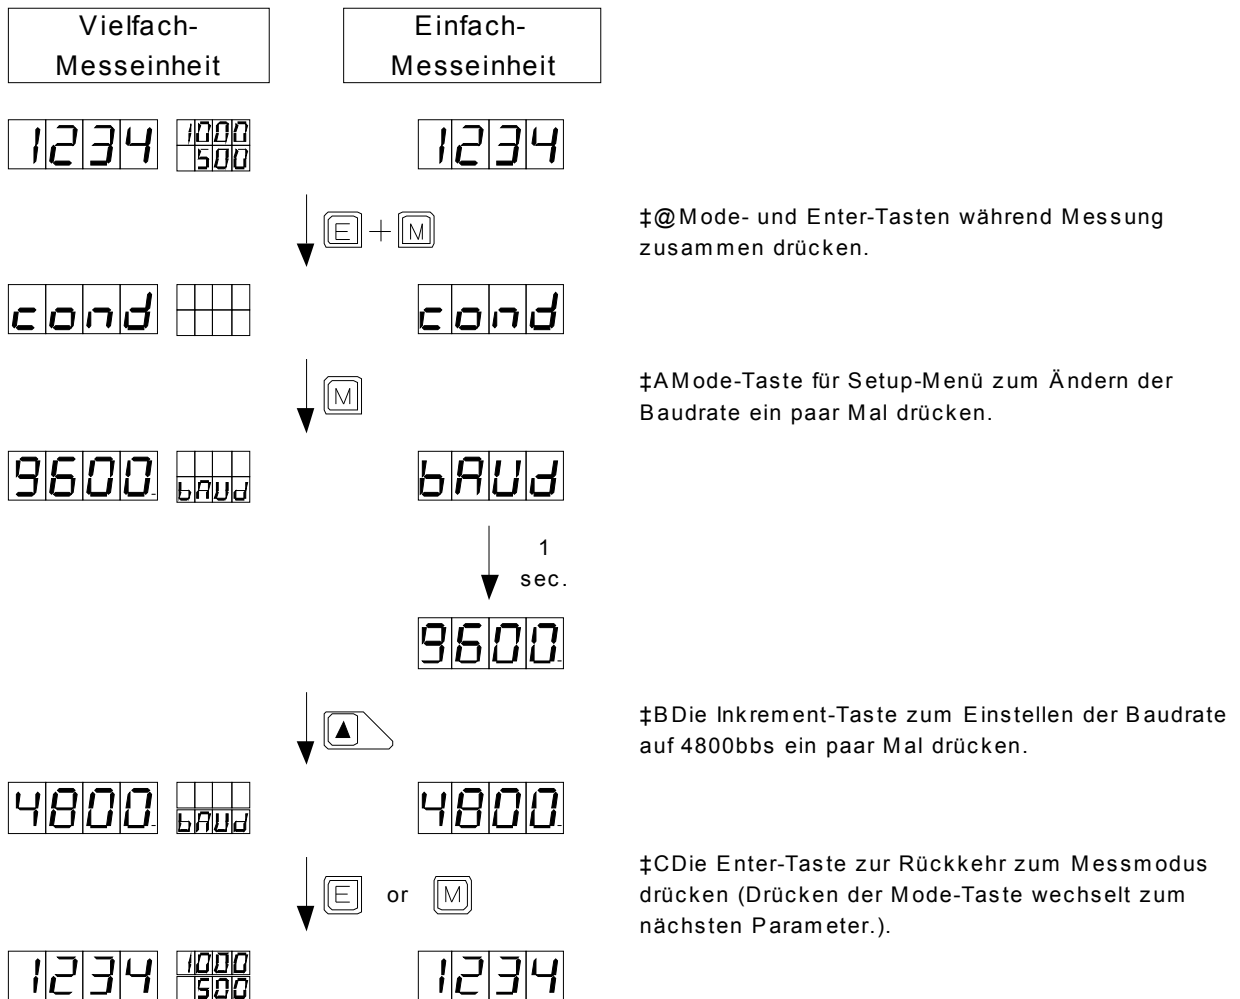 Vielfach-
Messeinheit
Einfach-
Messeinheit
1234 1000
500
1234
E + M
‡@Mode- und Enter-Tasten während Messung
zusammen drücken.
cond
cond
M
‡AMode-Taste für Setup-Menü zum Ändern der
Baudrate ein paar Mal drücken.
9600. bAUd
bAUd
1
sec.
9600.
▲
‡BDie Inkrement-Taste zum Einstellen der Baudrate
auf 4800bbs ein paar Mal drücken.
4800. bAUd
4800.
E or M
‡CDie Enter-Taste zur Rückkehr zum Messmodus
drücken (Drücken der Mode-Taste wechselt zum
nächsten Parameter.).
1234 1000
500
1234